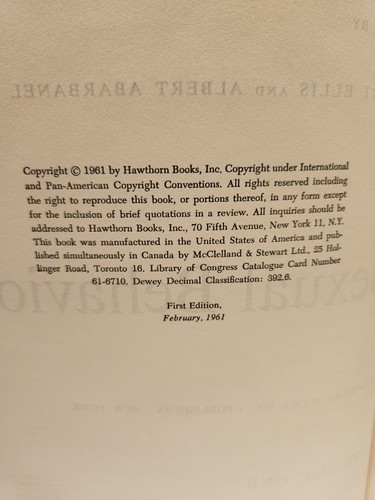 Copyright © 1961 by Hawthorn Books, Inc. Copyright under International
and Pan-American Copyright Conventions. All rights reserved including
the right to reproduce this book, or portions thereof, in any form except
for the inclusion of brief quotations in a review. All inquiries should be
addressed to Hawthorn Books, Inc., 70 Fifth Avenue, New York 11, N.Y.
This book was manufactured in the United States of America and pub-
lished simultaneously in Canada by McClelland & Stewart Ltd., 25 Hol-
linger Road, Toronto 16. Library of Congress Catalogue Card Number
61-6710. Dewey Decimal Classification: 392.6.
First Edition,
February, 1961